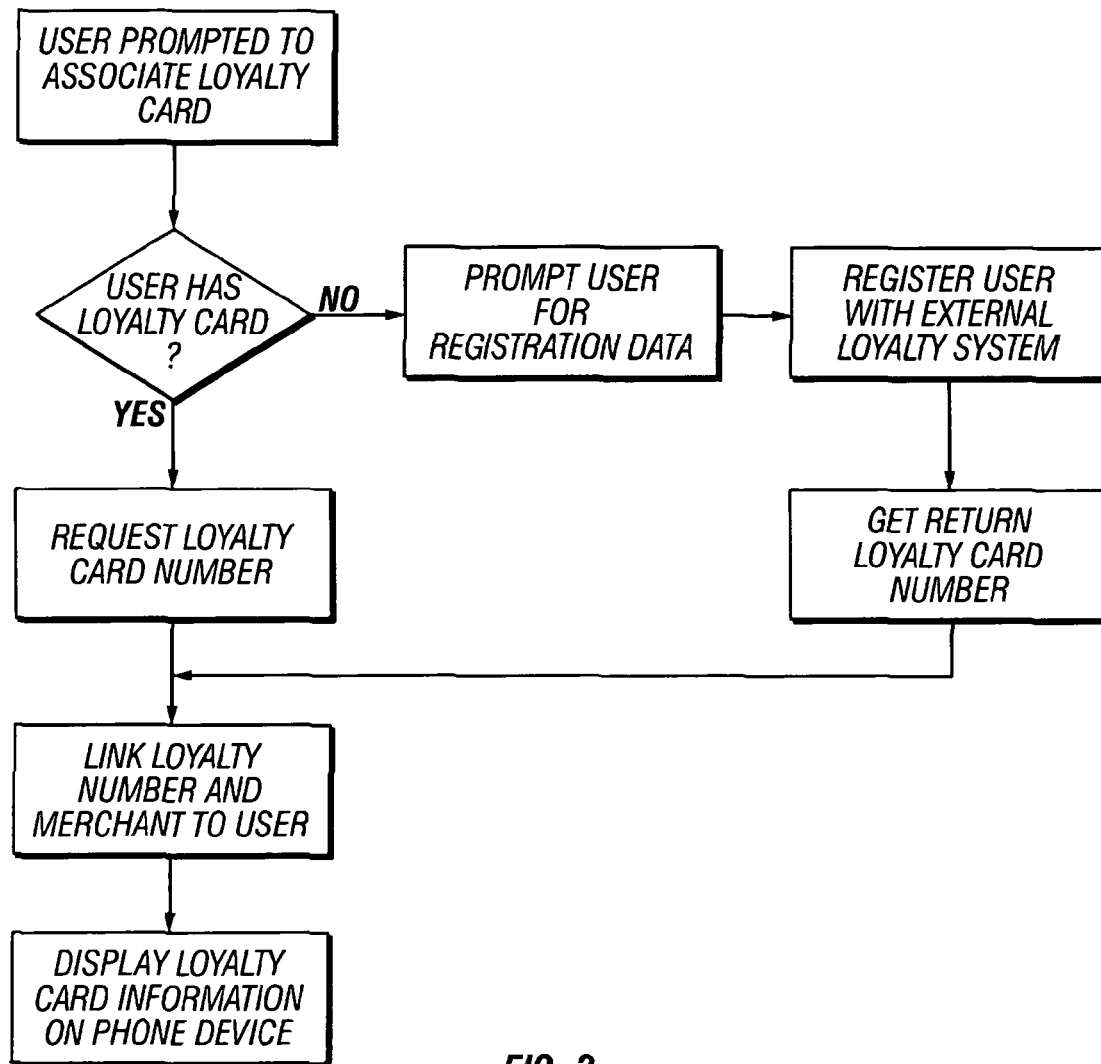 USER PROMPTED TO
ASSOCIATE LOYALTY
CARD
USER HAS
LOYALTY CARD
?
NO
YES
PROMPT USER
FOR
REGISTRATION DATA
REGISTER USER
WITH EXTERNAL
LOYALTY SYSTEM
REQUEST LOYALTY
CARD NUMBER
GET RETURN
LOYALTY CARD
NUMBER
LINK LOYALTY
NUMBER AND
MERCHANT TO USER
DISPLAY LOYALTY
CARD INFORMATION
ON PHONE DEVICE